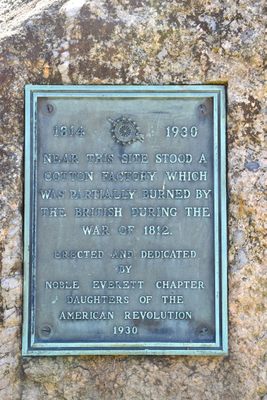 1814 1930
NEAR THIS SITE STOOD A
COTTON FACTORY WHICH
WAS PARTIALLY BURNED BY
THE BRITISH DURING THE
WAR OF 1812.
ERECTED AND DEDICATED
BY
NOBLE EVERETT CHAPTER
DAUGHTERS OF THE
AMERICAN REVOLUTION
1930